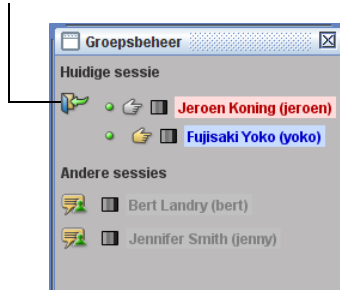 Groepsbeheer
Huidige sessie
Jeroen Koning (jeroen)
Fujisaki Yoko (yoko)
Andere sessies
Bert Landry (bert)
Jennifer Smith (jenny)